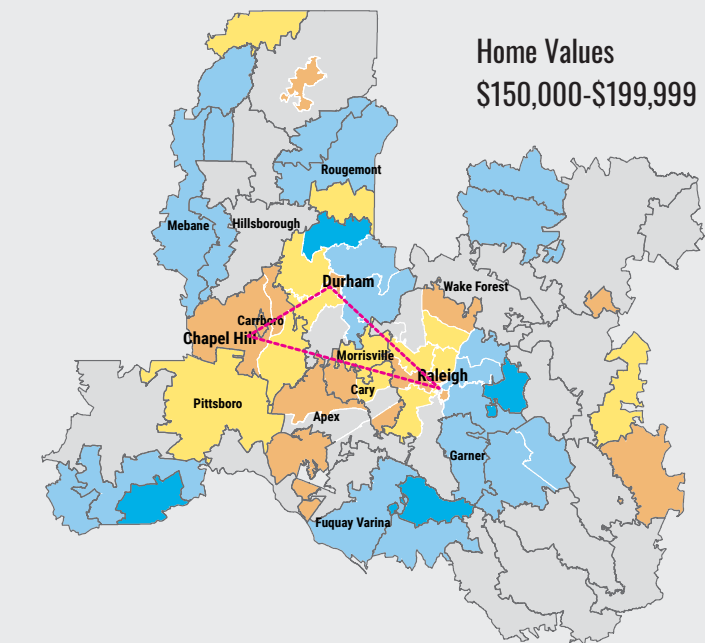 Home Values
$150,000-$199,999
Rougemont
Mebane
Hillsborough
Durham
Wake Forest
Carrboro
Chapel Hill
Morrisville
Raleigh
Cary
Pittsboro
Apex
Garner
Fuquay Varina